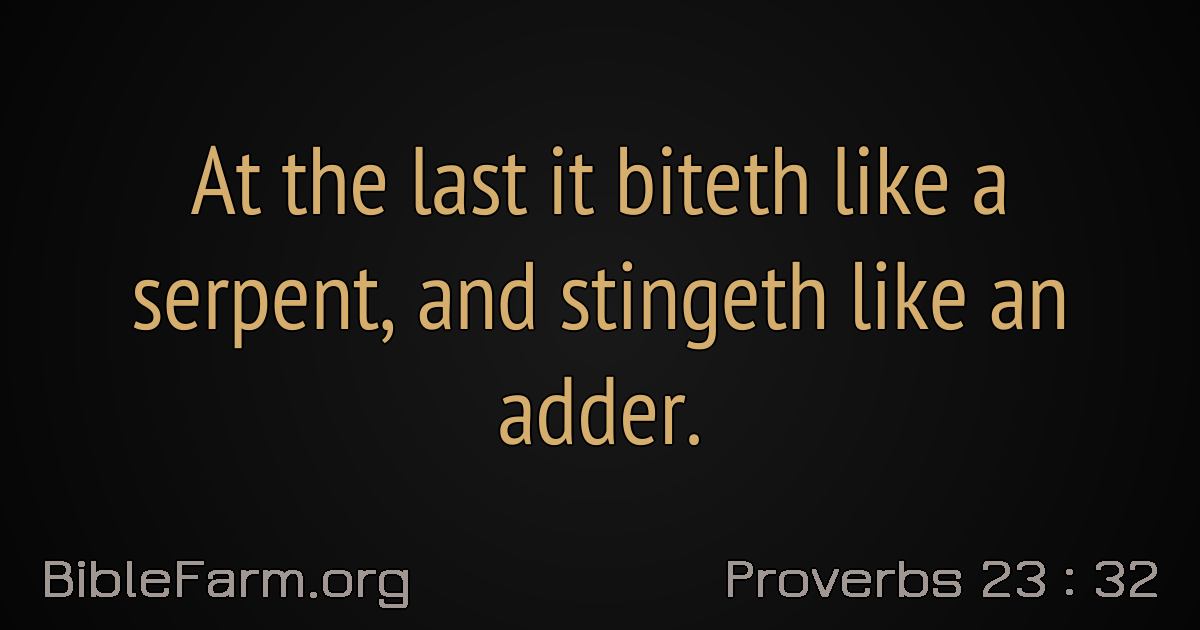 At the last it biteth like a
serpent, and stingeth like an
adder.
BibleFarm.org
Proverbs 23 : 32